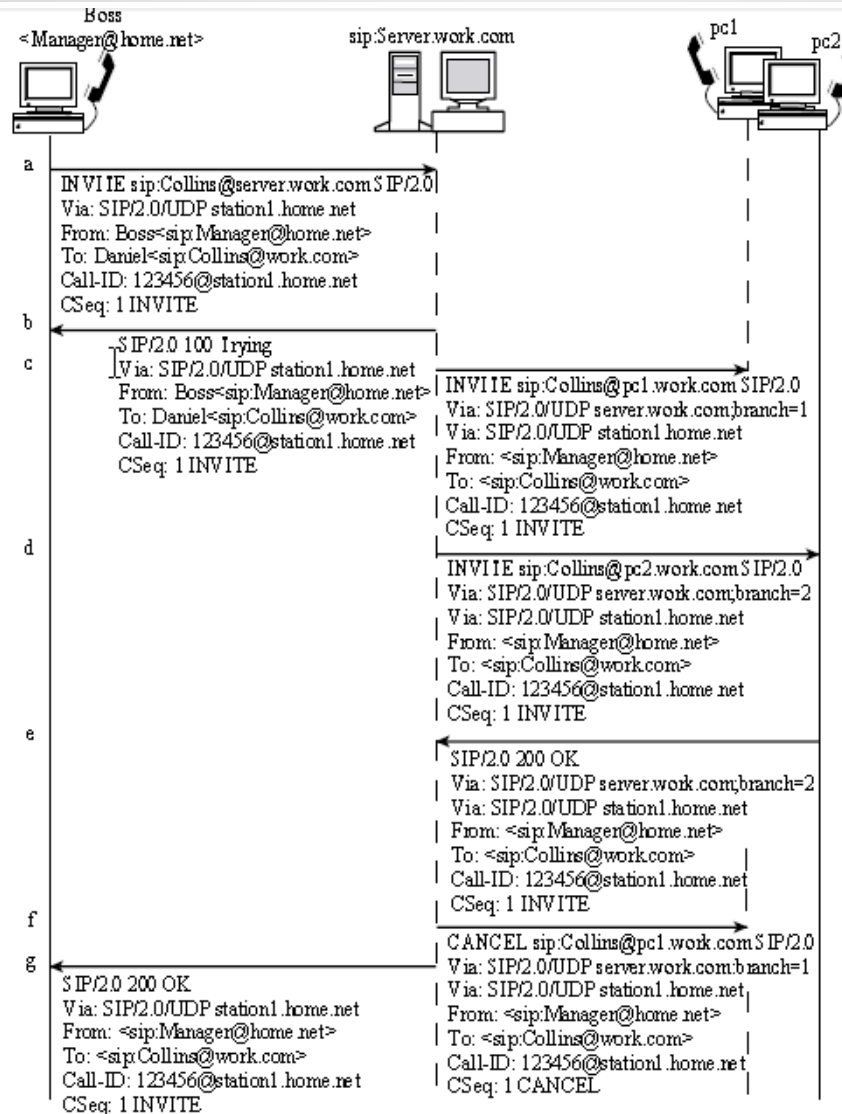 Boss
<Manager@home.net>
sip:Server.work.com
pc1
pc2
a
INVITE sip:Collins@server.work.com SIP/2.0
Via: SIP/2.0/UDP station1.home.net
From: Boss<sip:Manager@home.net>
To: Daniel<sip:Collins@work.com>
Call-ID: 123456@station1.home.net
CSeq: 1 INVITE
b
SIP/2.0 100 Trying
Via: SIP/2.0/UDP station1.home.net
From: Boss<sip:Manager@home.net>
To: Daniel<sip:Collins@work.com>
Call-ID: 123456@station1.home.net
CSeq: 1 INVITE
c
INVITE sip:Collins@pc1.work.com SIP/2.0
Via: SIP/2.0/UDP server.work.com;branch=1
Via: SIP/2.0/UDP station1.home.net
From: <sip:Manager@home.net>
To: <sip:Collins@work.com>
Call-ID: 123456@station1.home.net
CSeq: 1 INVITE
d
INVITE sip:Collins@pc2.work.com SIP/2.0
Via: SIP/2.0/UDP server.work.com;branch=2
Via: SIP/2.0/UDP station1.home.net
From: <sip:Manager@home.net>
To: <sip:Collins@work.com>
Call-ID: 123456@station1.home.net
CSeq: 1 INVITE
e
SIP/2.0 200 OK
Via: SIP/2.0/UDP server.work.com;branch=2
Via: SIP/2.0/UDP station1.home.net
From: <sip:Manager@home.net>
To: <sip:Collins@work.com>
Call-ID: 123456@station1.home.net
CSeq: 1 INVITE
f
CANCEL sip:Collins@pc1.work.com SIP/2.0
Via: SIP/2.0/UDP server.work.com:branch=1
Via: SIP/2.0/UDP station1.home.net
From: <sip:Manager@home.net>
To: <sip:Collins@work.com>
Call-ID: 123456@station1.home.net
CSeq: 1 CANCEL
g
SIP/2.0 200 OK
Via: SIP/2.0/UDP station1.home.net
From: <sip:Manager@home.net>
To: <sip:Collins@work.com>
Call-ID: 123456@station1.home.net
CSeq: 1 INVITE